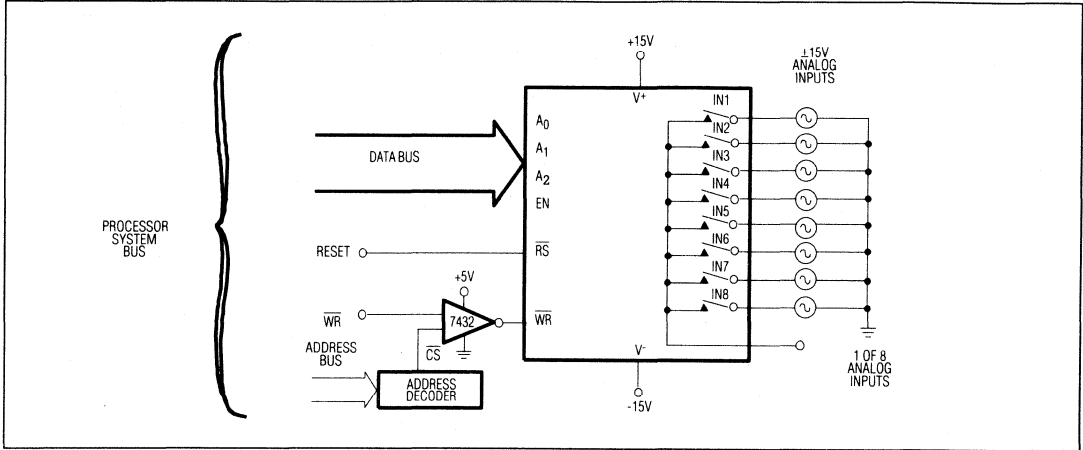 +15V
±15V
ANALOG
INPUTS
V+
IN1
A0
IN2
DATA BUS
A1
IN3
A2
IN4
EN
IN5
PROCESSOR
SYSTEM
BUS
RESET
RS
IN6
+5V
IN7
WR
7432
WR
IN8
ADDRESS
BUS
CS
V-
ADDRESS
DECODER
-15V
1 OF 8
ANALOG
INPUTS